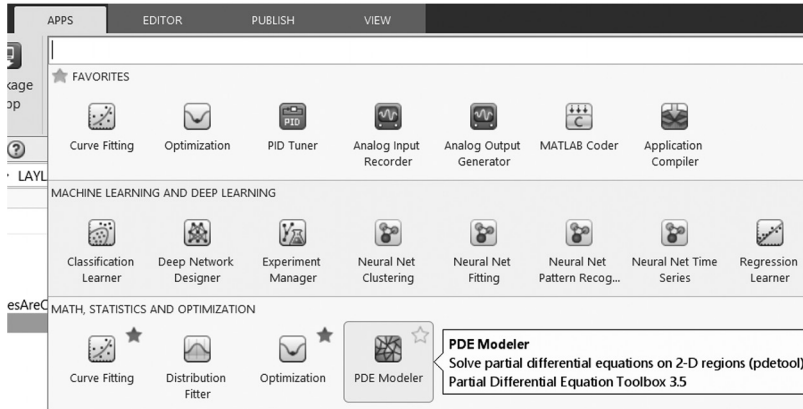 APPS EDITOR PUBLISH VIEW
kage
pp
FAVORITES
Curve Fitting Optimization PID Tuner Analog Input Recorder Analog Output Generator MATLAB Coder Application Compiler
PID
C
LAYL
MACHINE LEARNING AND DEEP LEARNING
Classification Learner Deep Network Designer Experiment Manager Neural Net Clustering Neural Net Fitting Neural Net Pattern Recog... Neural Net Time Series Regression Learner
esAreC
MATH, STATISTICS AND OPTIMIZATION
Curve Fitting Distribution Fitter Optimization PDE Modeler
PDE Modeler
Solve partial differential equations on 2-D regions (pdetool)
Partial Differential Equation Toolbox 3.5